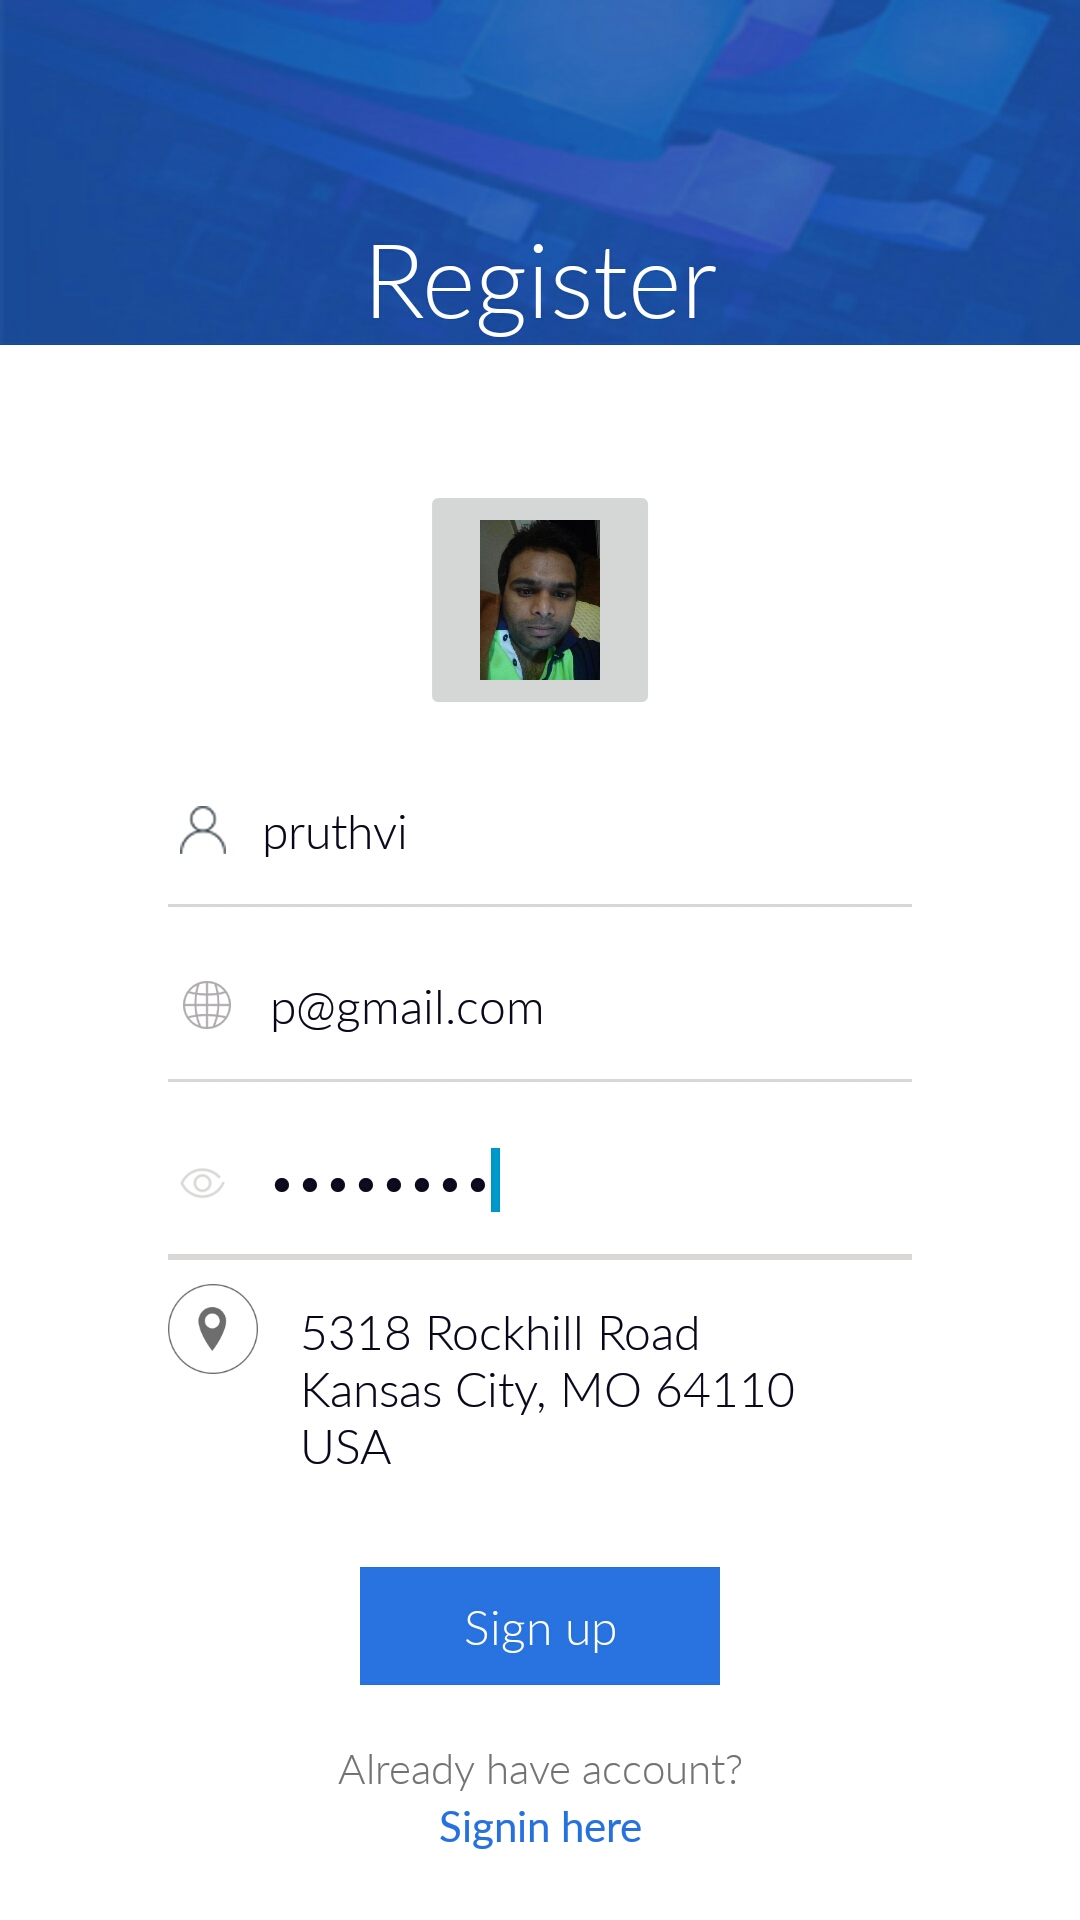 Register
pruthvi
p@gmail.com
••••••••
5318 Rockhill Road
Kansas City, MO 64110
USA
Sign up
Already have account?
Signin here